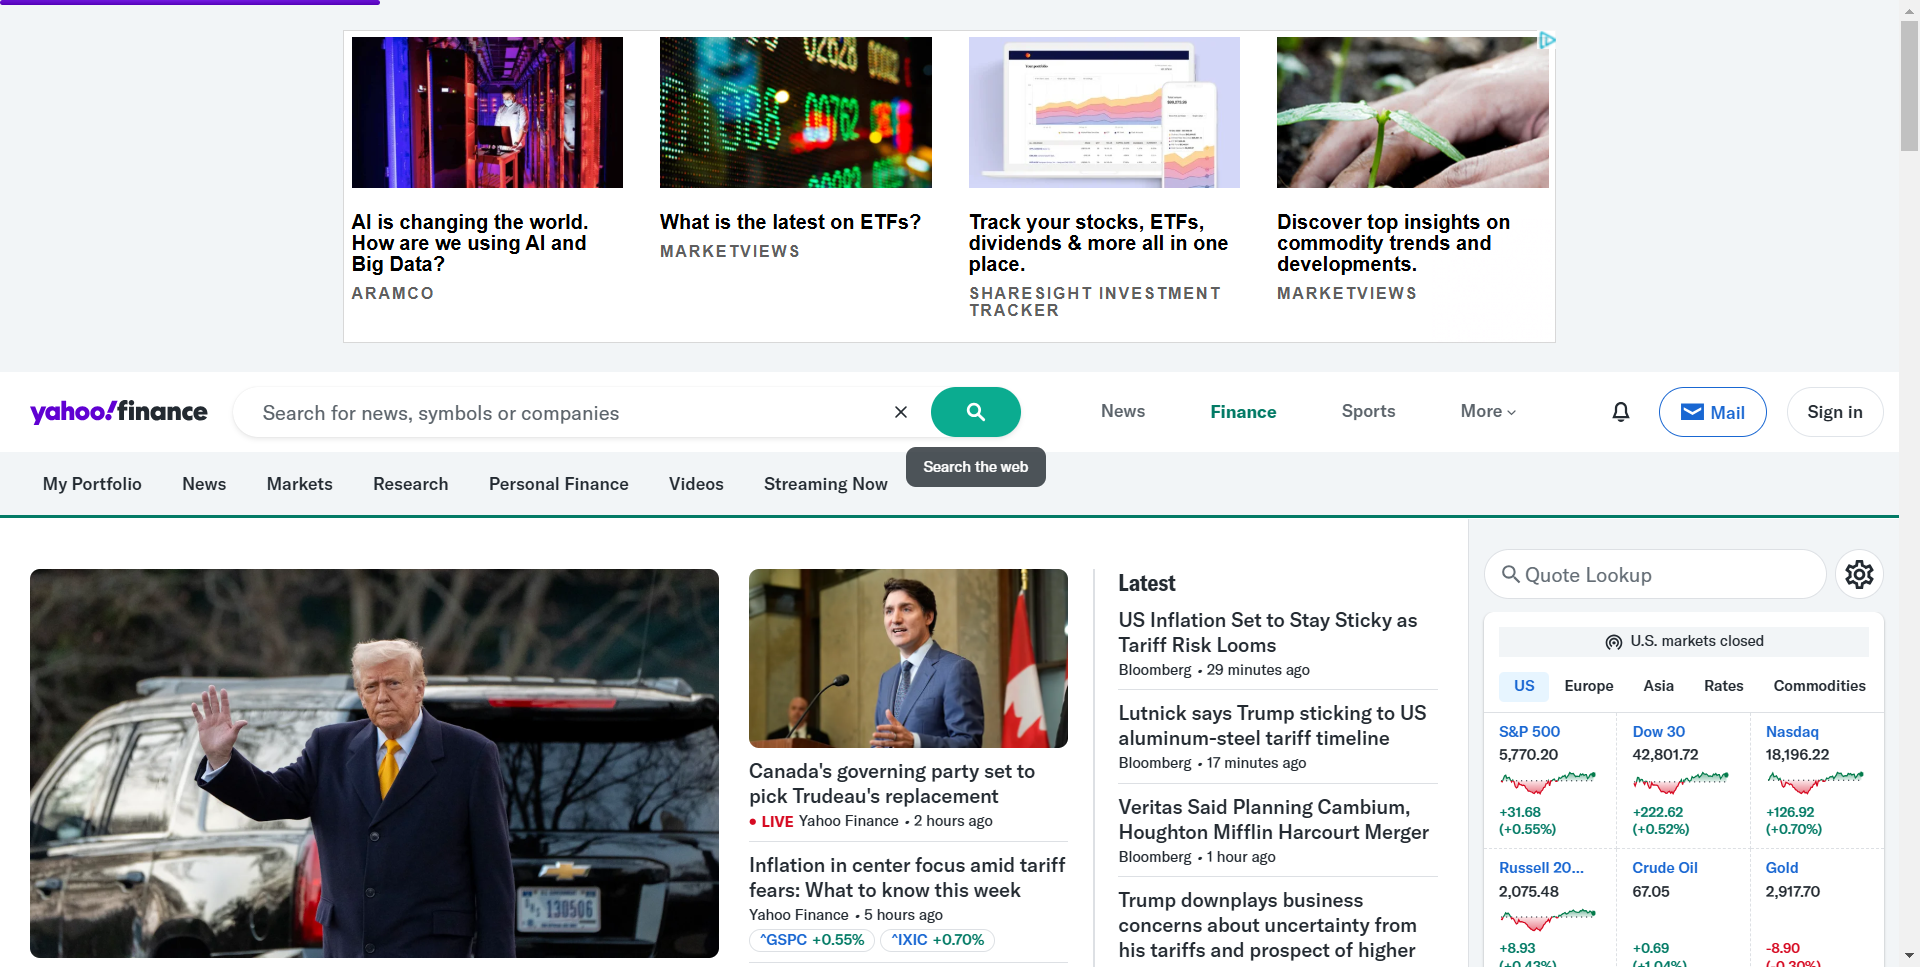 AI is changing the world.
How are we using AI and
Big Data?
ARAMCO
What is the latest on ETFs?
MARKETVIEWS
Track your stocks, ETFs,
dividends & more all in one
place.
SHARESIGHT INVESTMENT
TRACKER
Discover top insights on
commodity trends and
developments.
MARKETVIEWS
yahoo!finance
Search for news, symbols or companies
News
Finance
Sports
More
Mail
Sign in
Search the web
My Portfolio
News
Markets
Research
Personal Finance
Videos
Streaming Now
130506
Canada's governing party set to
pick Trudeau's replacement
• LIVE Yahoo Finance • 2 hours ago
Inflation in center focus amid tariff
fears: What to know this week
Yahoo Finance • 5 hours ago
^GSPC +0.55% ^IXIC +0.70%
Latest
US Inflation Set to Stay Sticky as
Tariff Risk Looms
Bloomberg • 29 minutes ago
Lutnick says Trump sticking to US
aluminum-steel tariff timeline
Bloomberg • 17 minutes ago
Veritas Said Planning Cambium,
Houghton Mifflin Harcourt Merger
Bloomberg • 1 hour ago
Trump downplays business
concerns about uncertainty from
his tariffs and prospect of higher
Quote Lookup
U.S. markets closed
US Europe Asia Rates Commodities
S&P 500 Dow 30 Nasdaq
5,770.20 42,801.72 18,196.22
+31.68 +222.62 +126.92
(+0.55%) (+0.52%) (+0.70%)
Russell 20... Crude Oil Gold
2,075.48 67.05 2,917.70
+8.93 +0.69 -8.90
(+0.43%) (+1.04%) (-0.30%)